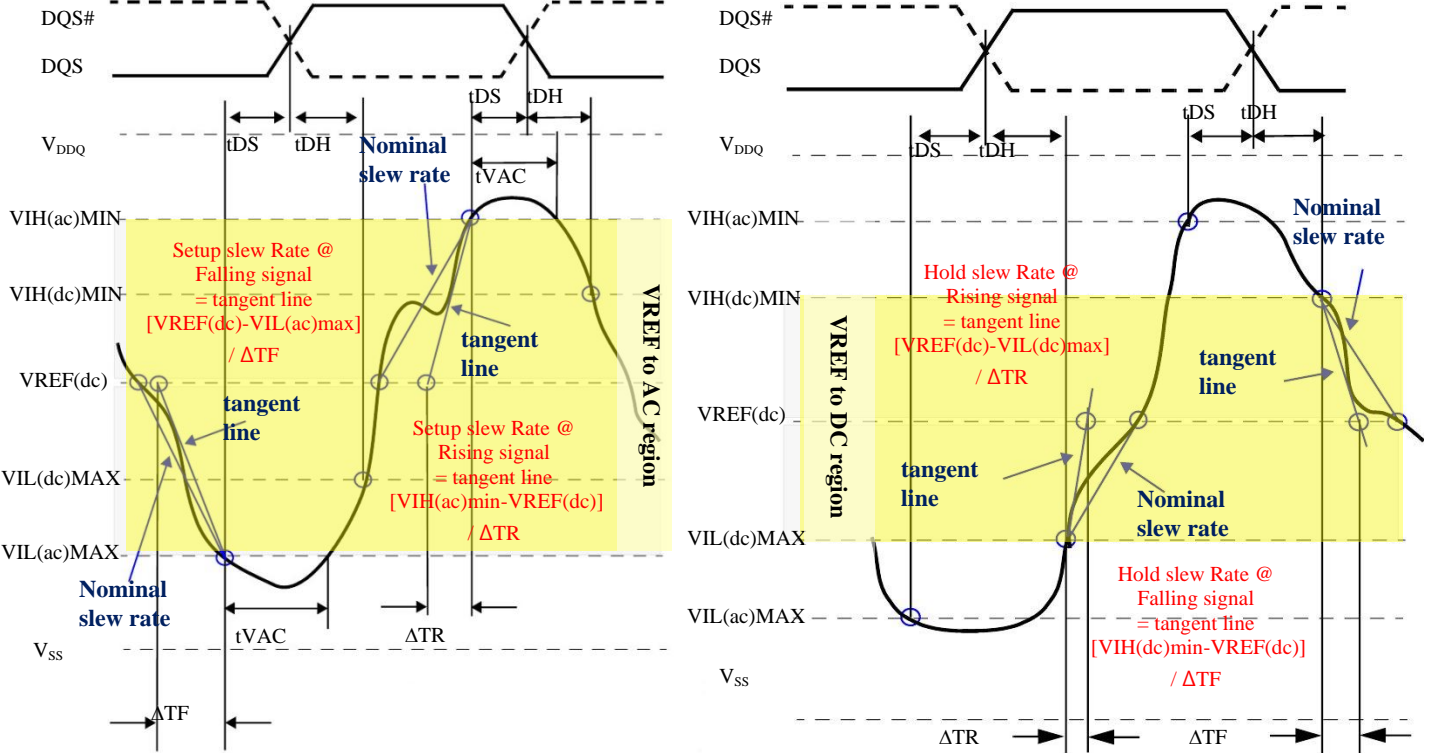 DQS#
DQS
tDS
tDH
tDS
tDH
V_DDQ
Nominal
slew rate
tVAC
VIH(ac)MIN
Setup slew Rate @
Falling signal
= tangent line
[VREF(dc)-VIL(ac)max]
/ ΔTF
VIH(dc)MIN
tangent
line
VREF to AC region
VREF(dc)
tangent
line
Setup slew Rate @
Rising signal
= tangent line
[VIH(ac)min-VREF(dc)]
/ ΔTR
VIL(dc)MAX
VIL(ac)MAX
Nominal
slew rate
tVAC
ΔTR
V_SS
ΔTF
DQS#
DQS
tDS
tDH
tDS
tDH
V_DDQ
VIH(ac)MIN
Nominal
slew rate
Hold slew Rate @
Rising signal
= tangent line
[VREF(dc)-VIL(dc)max]
/ ΔTR
VIH(dc)MIN
VREF to DC region
tangent
line
VREF(dc)
tangent
line
Nominal
slew rate
VIL(dc)MAX
Hold slew Rate @
Falling signal
= tangent line
[VIH(dc)min-VREF(dc)]
/ ΔTF
VIL(ac)MAX
V_SS
ΔTR
ΔTF